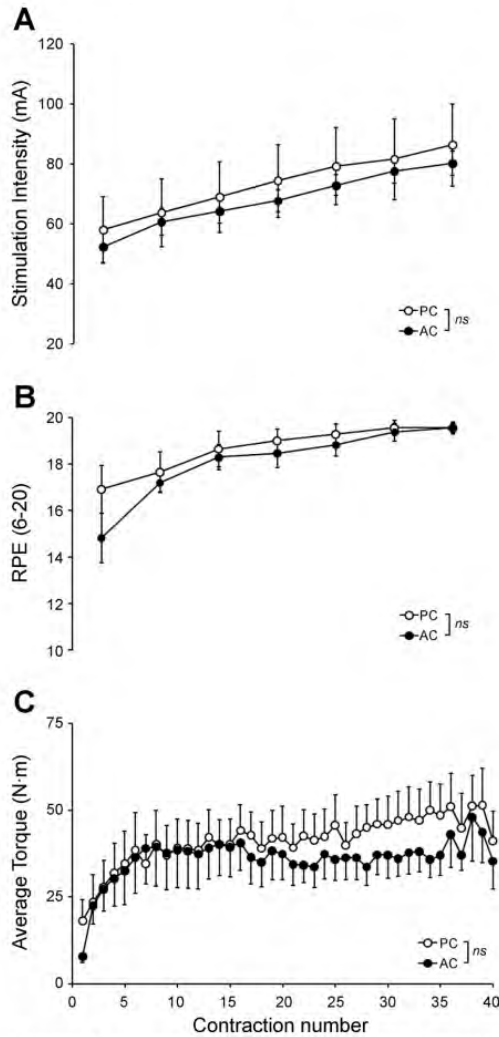 A
Stimulation Intensity (mA)
120
100
80
60
40
20
PC
AC
ns
B
RPE (6-20)
20
18
16
14
12
10
PC
AC
ns
C
Average Torque (N·m)
75
50
25
0
PC
AC
ns
0 5 10 15 20 25 30 35 40
Contraction number